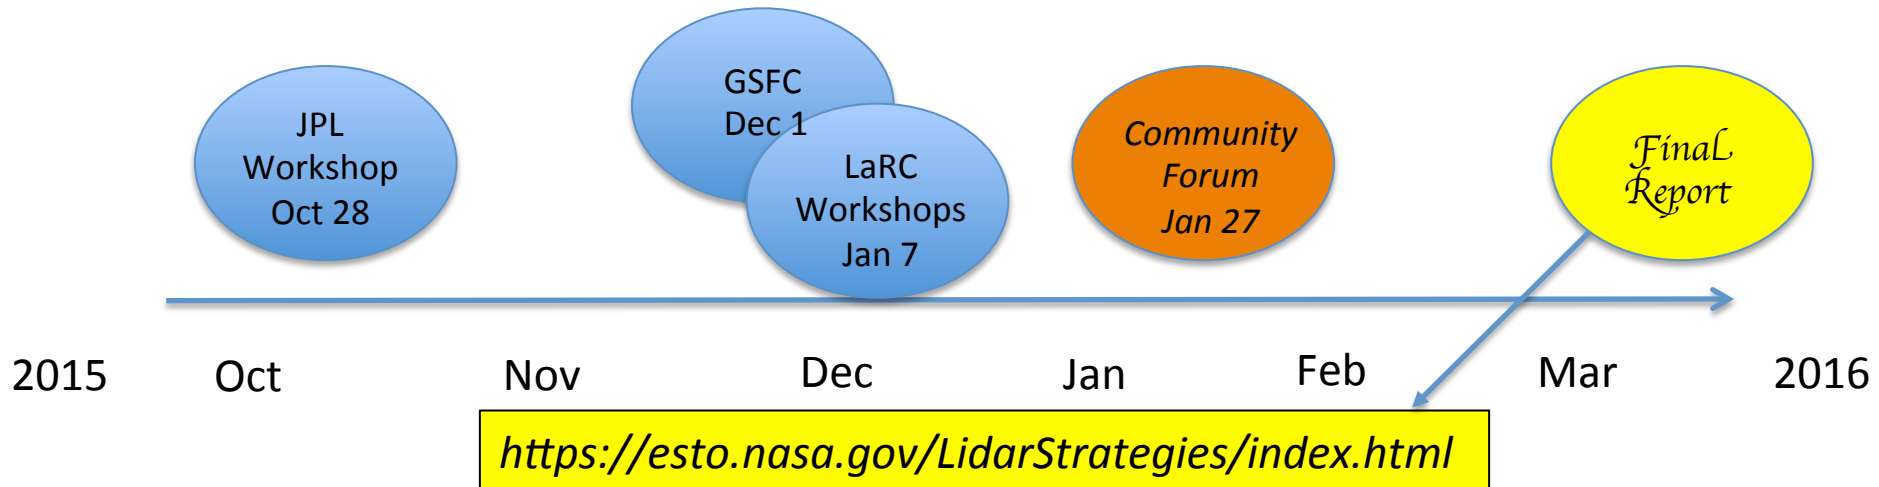 JPL
Workshop
Oct 28
GSFC
Dec 1
LaRC
Workshops
Jan 7
Community
Forum
Jan 27
Final
Report
2015 Oct Nov Dec Jan Feb Mar 2016
https://esto.nasa.gov/LidarStrategies/index.html